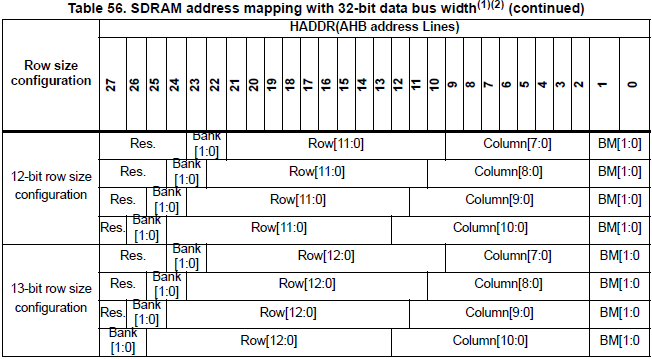 Table 56. SDRAM address mapping with 32-bit data bus width(1)(2) (continued)
Row size configuration
HADDR(AHB address Lines)
27 26 25 24 23 22 21 20 19 18 17 16 15 14 13 12 11 10 9 8 7 6 5 4 3 2 1 0
12-bit row size configuration
Res. Bank [1:0] Row[11:0] Column[7:0] BM[1:0]
Res. Bank [1:0] Row[11:0] Column[8:0] BM[1:0]
Res. Bank [1:0] Row[11:0] Column[9:0] BM[1:0]
Res. Bank [1:0] Row[11:0] Column[10:0] BM[1:0]
13-bit row size configuration
Res. Bank [1:0] Row[12:0] Column[7:0] BM[1:0
Res. Bank [1:0] Row[12:0] Column[8:0] BM[1:0
Res. Bank [1:0] Row[12:0] Column[9:0] BM[1:0
Bank [1:0] Row[12:0] Column[10:0] BM[1:0